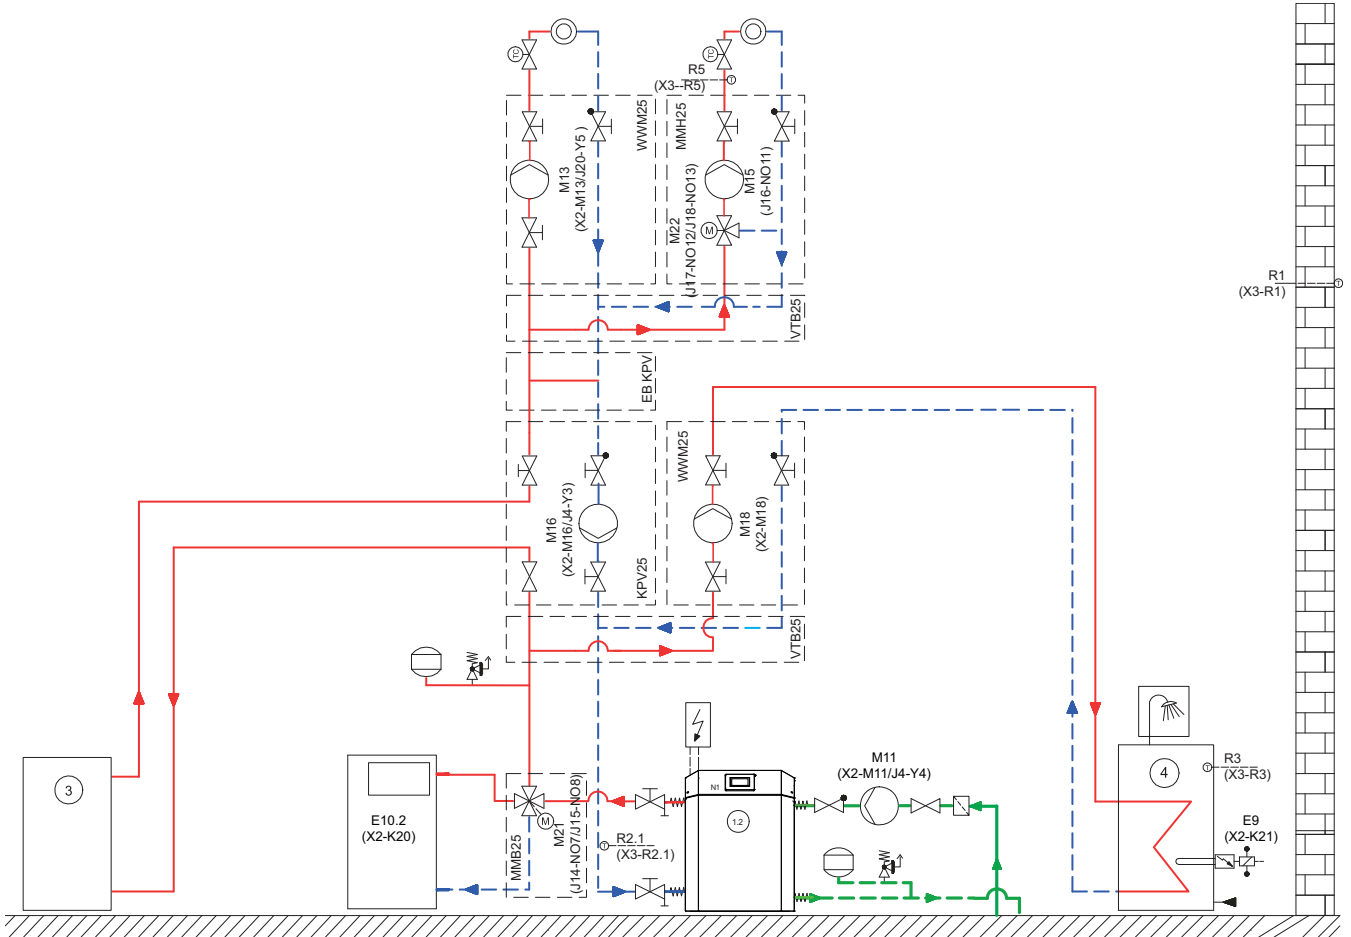 TC
TC
R5
(X3--R5)
WWM25
MMH25
M13
(X2-M13/J20-Y5 )
M15
(J16-NO11)
M22
(J17-NO12/J18-NO13)
M
R1
(X3-R1)
T
T
VTB25
EB KPV
WWM25
M16
(X2-M16/J4-Y3)
KPV25
M18
(X2-M18)
VTB25
3
E10.2
(X2-K20)
MMB25
M
M21
(J14-NO7/J15-NO8)
T
R2.1
(X3-R2.1)
N1
1.2
M11
(X2-M11/J4-Y4)
4
T
R3
(X3-R3)
E9
(X2-K21)